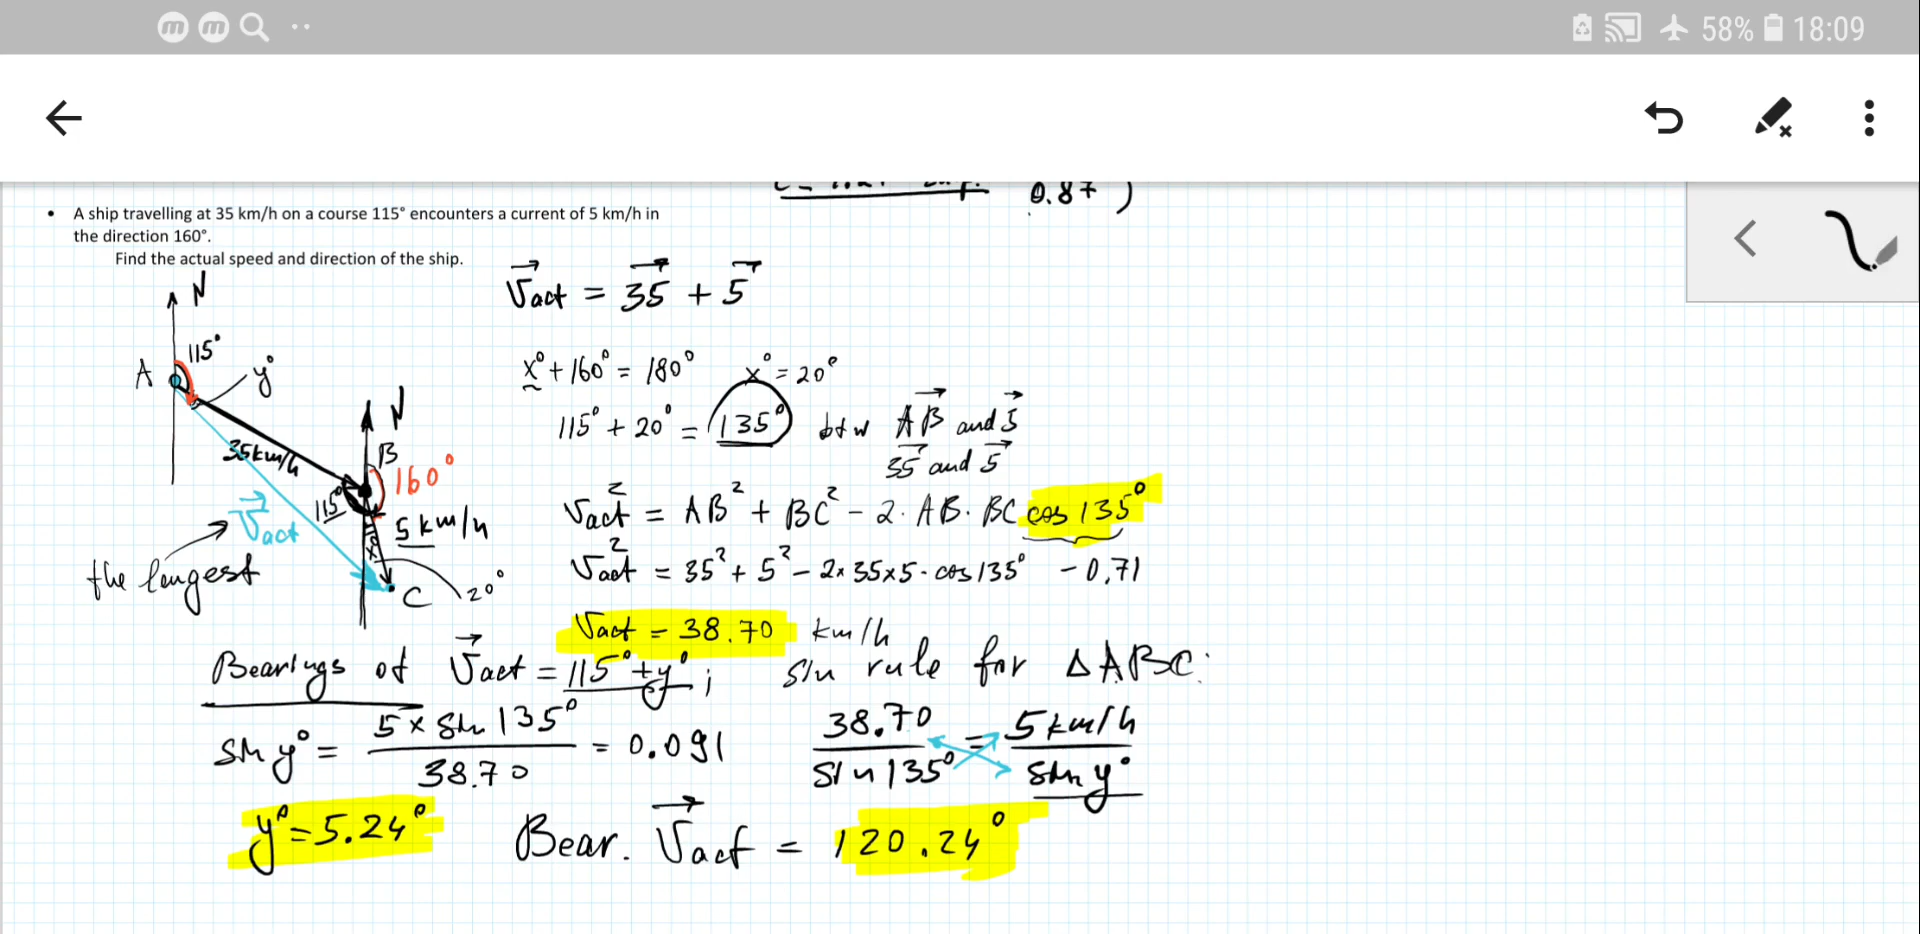 58% 18:09
0.87 )
• A ship travelling at 35 km/h on a course 115° encounters a current of 5 km/h in
the direction 160°.
Find the actual speed and direction of the ship.
N
115°
A y°
N
B
35km/h
160°
115°
5 km/h
Vact
x°
the longest
C 20°
Vact = 35 + 5
x° + 160° = 180° x° = 20°
115° + 20° = 135° btw AB and 5
35 and 5
Vact² = AB² + BC² - 2 · AB · BC cos 135°
Vact² = 35² + 5² - 2×35×5 · cos 135° -0,71
Vact = 38.70 km/h
Bearings of Vact = 115° + y° ; sin rule for ΔABC:
sin y° = 5 × sin 135° / 38.70 = 0.091
38.70 / sin 135° = 5 km/h / sin y°
y° = 5.24° Bear. Vact = 120.24°